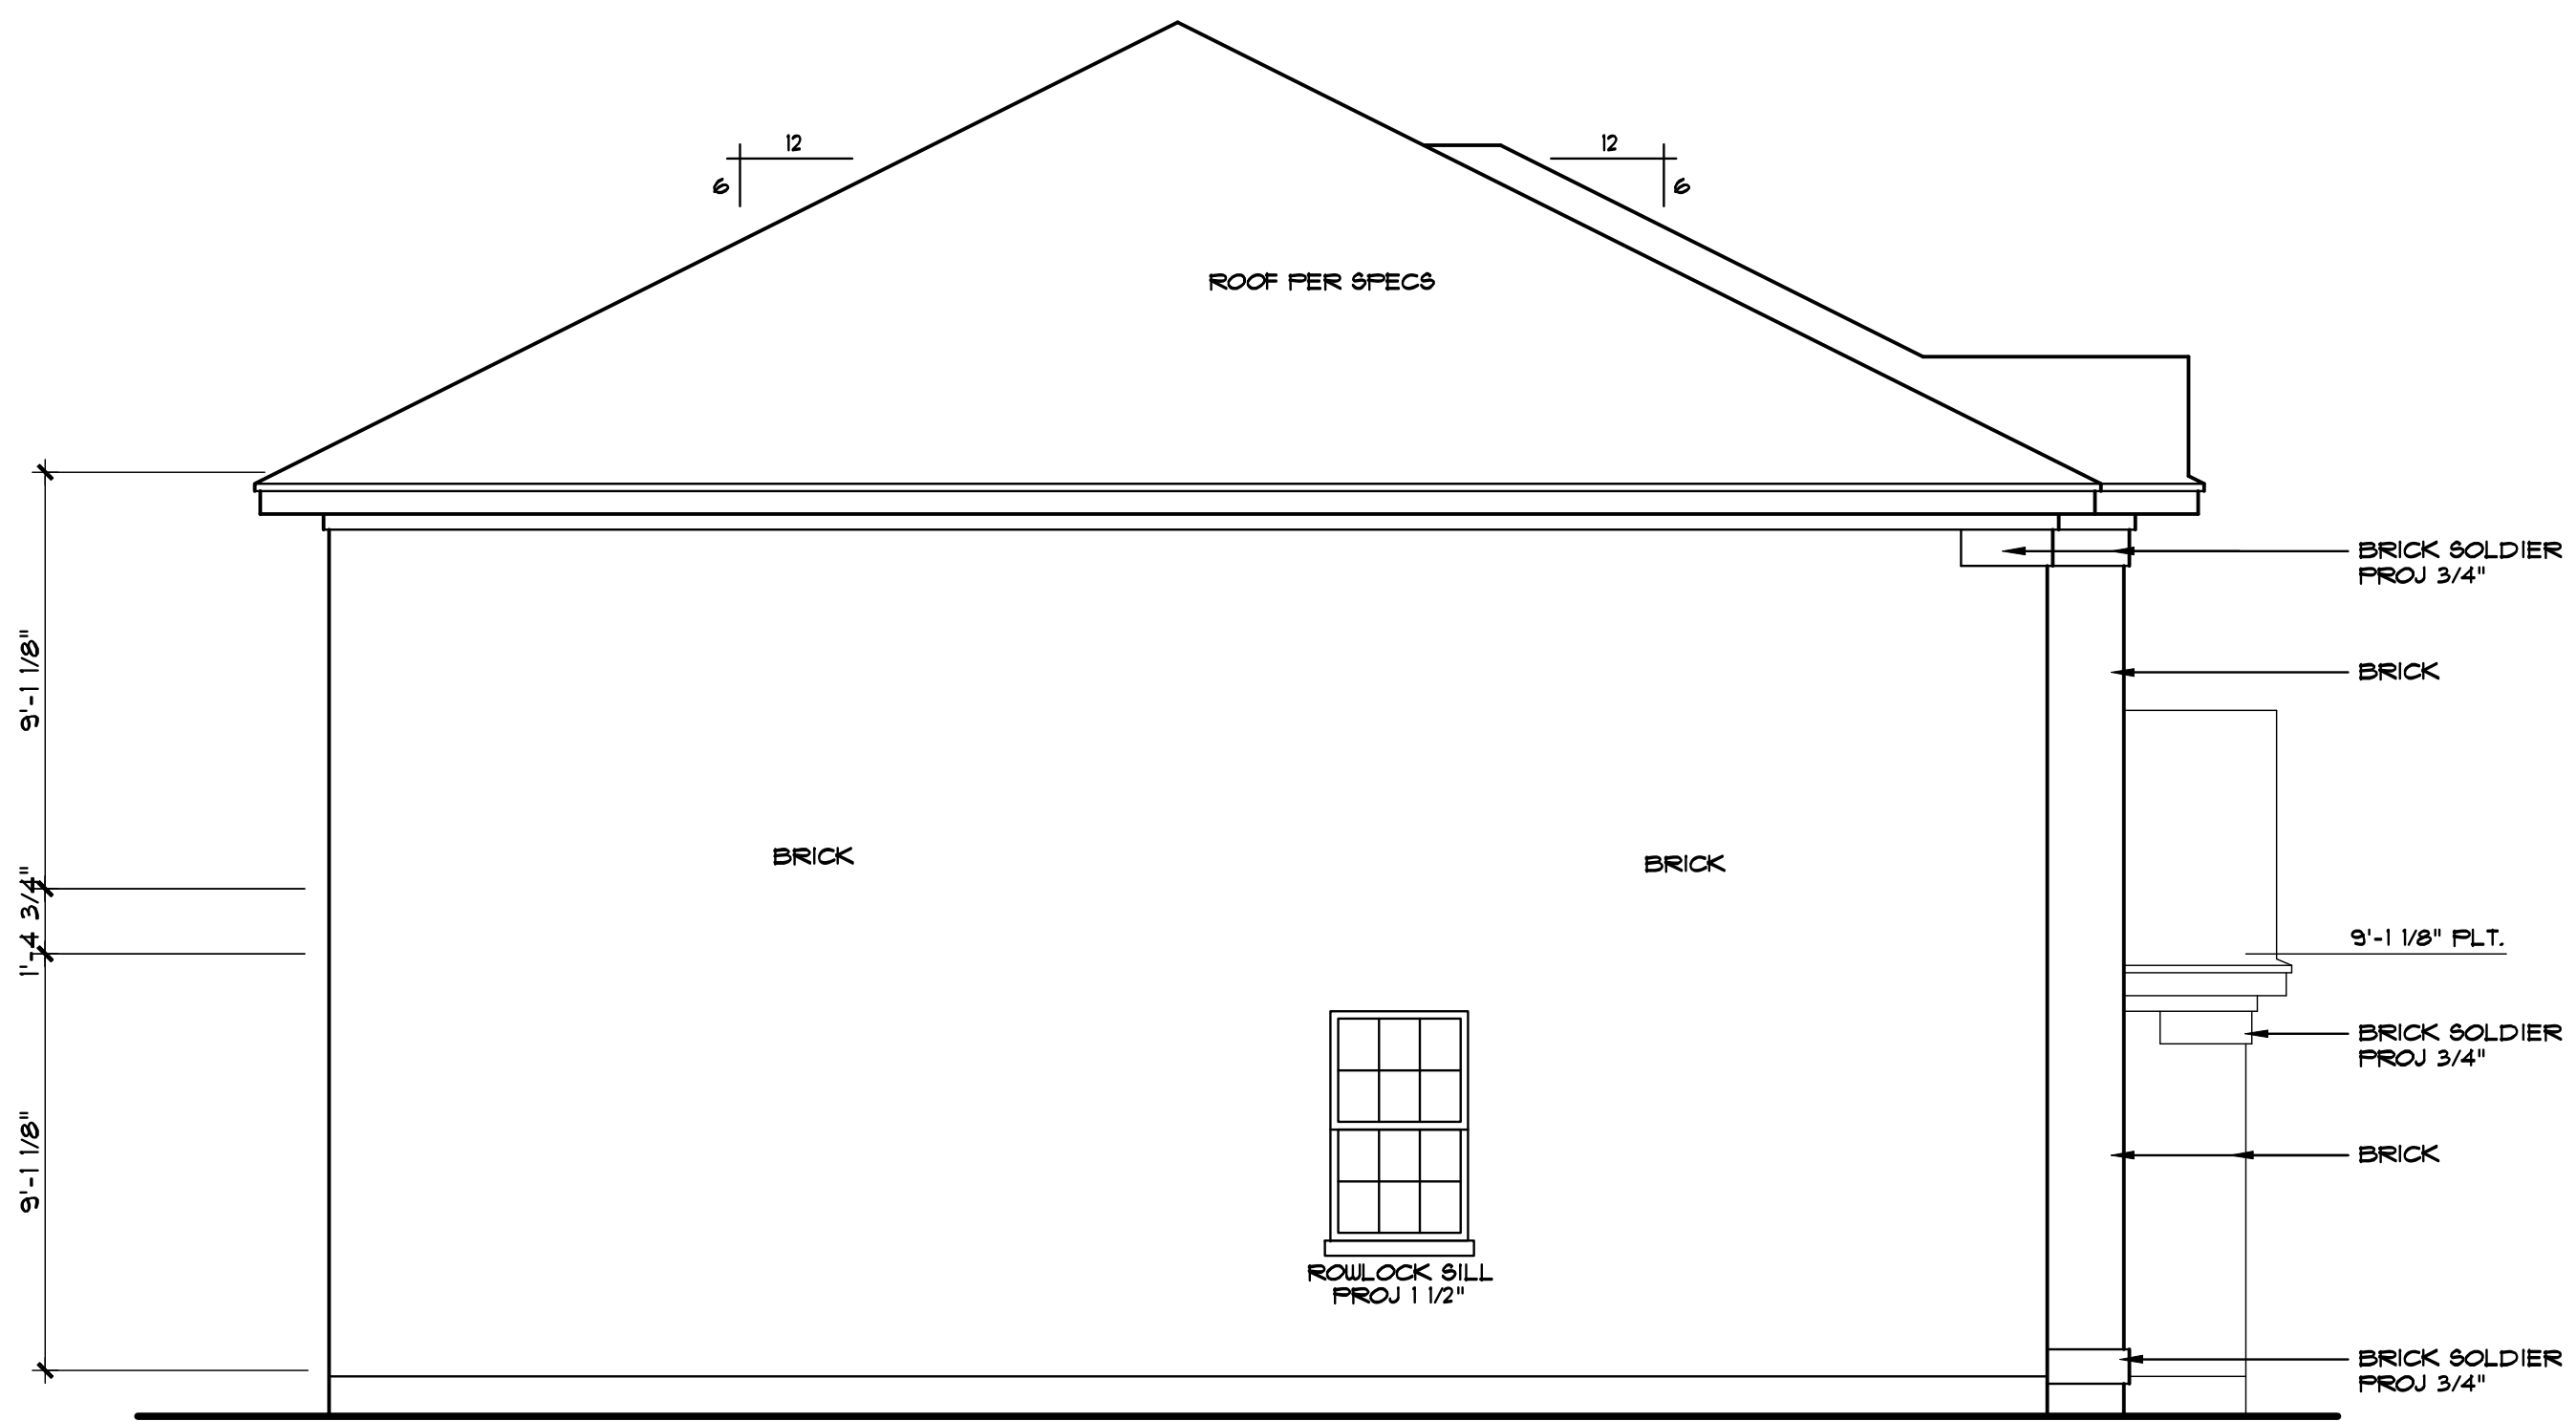 12
6
12
6
ROOF PER SPECS
BRICK SOLDIER
PROJ 3/4"
9'-1 1/8"
BRICK
BRICK
BRICK
1'-4 3/4"
9'-1 1/8" PLT.
BRICK SOLDIER
PROJ 3/4"
9'-1 1/8"
BRICK
ROWLOCK SILL
PROJ 1 1/2"
BRICK SOLDIER
PROJ 3/4"